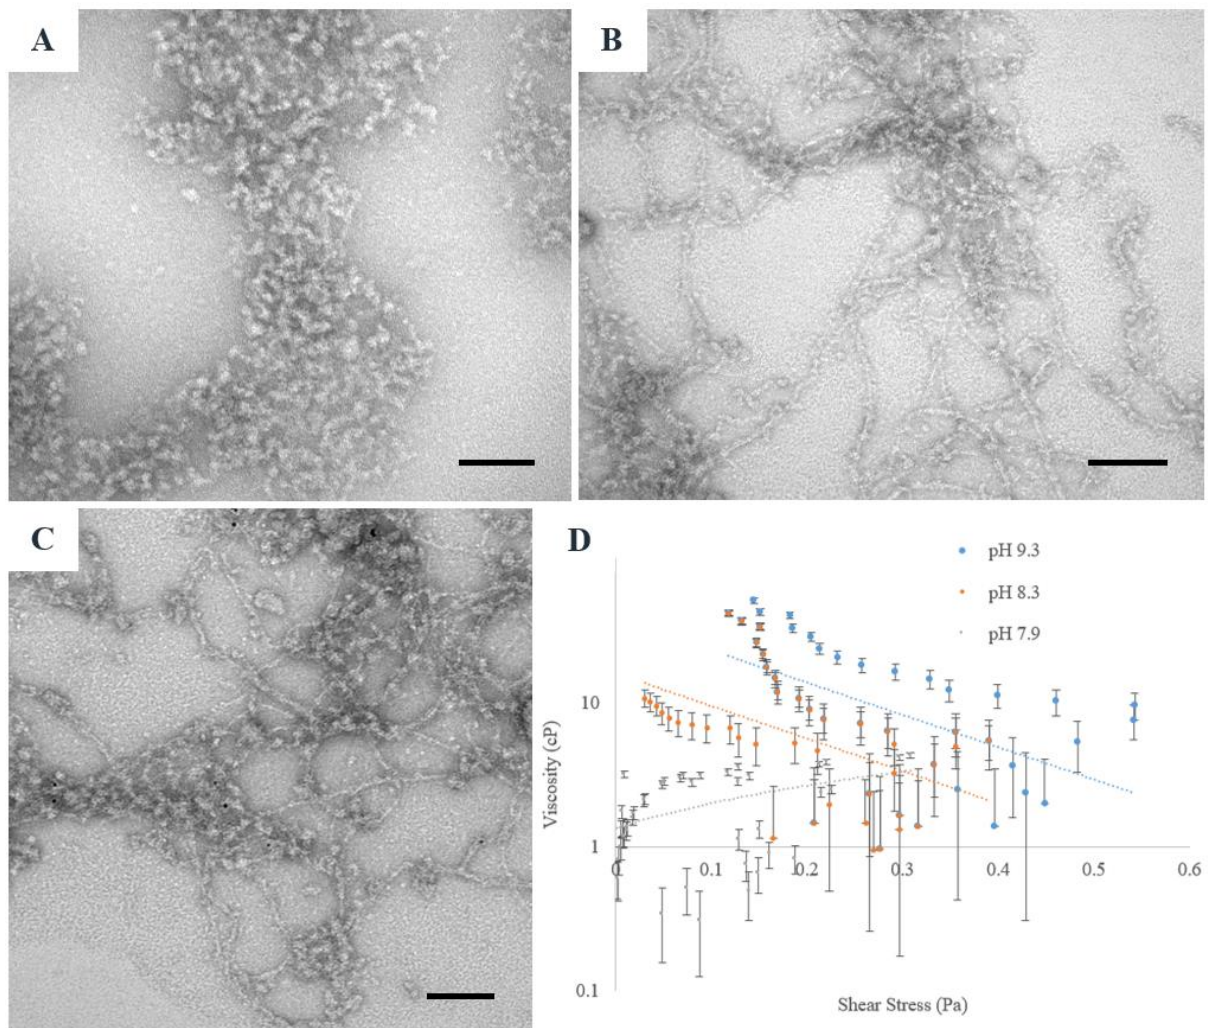 A
B
C
D
pH 9.3
pH 8.3
pH 7.9
10
1
0.1
0
0.1
0.2
0.3
0.4
0.5
0.6
Viscosity (cP)
Shear Stress (Pa)